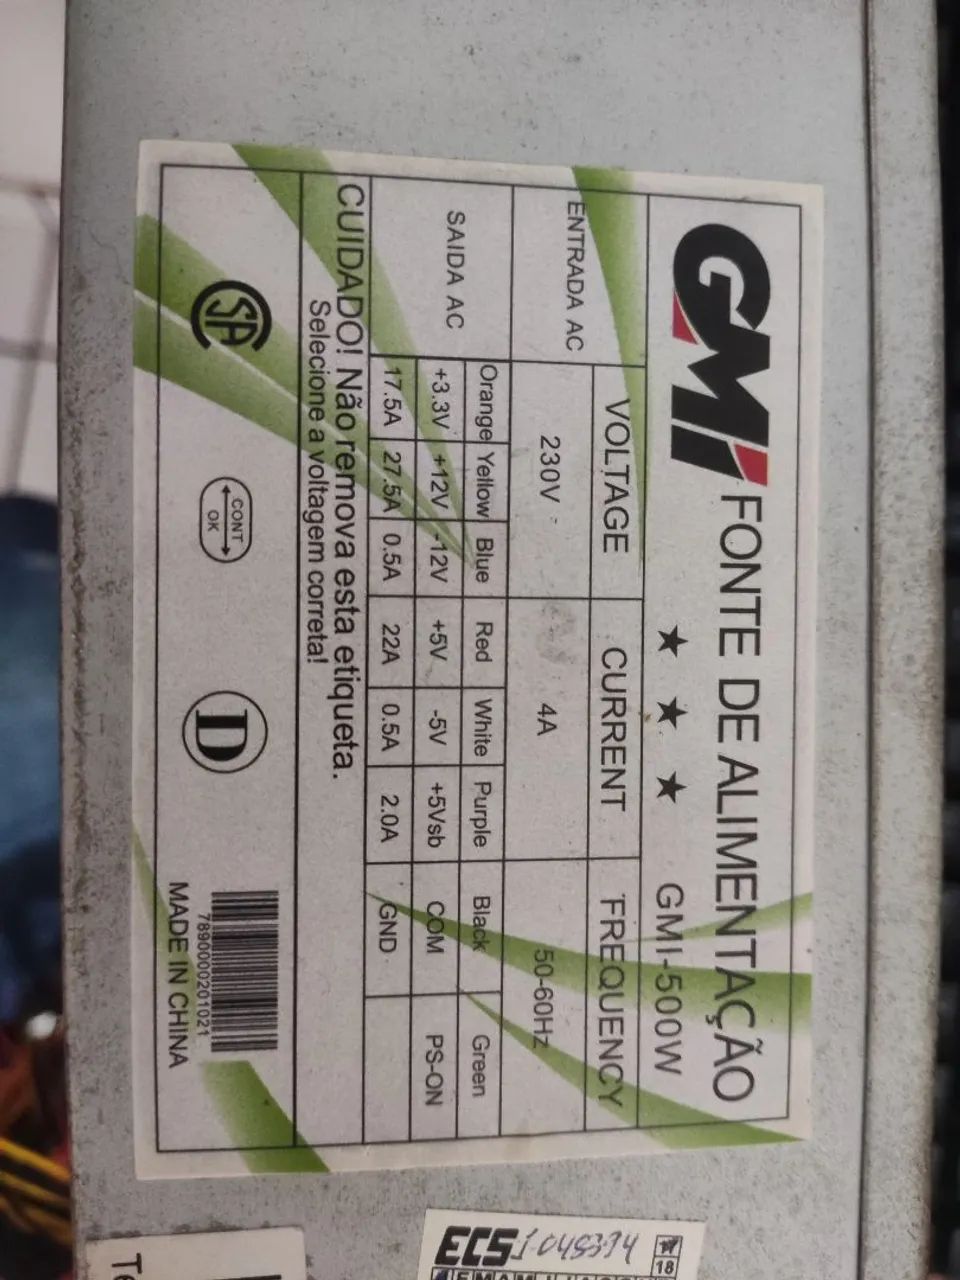 GMI FONTE DE ALIMENTAÇÃO
★ ★ ★ GMI-500W
VOLTAGE CURRENT FREQUENCY
ENTRADA AC 230V 4A 50-60Hz
SAIDA AC
Orange Yellow Blue Red White Purple Black Green
+3.3V +12V -12V +5V -5V +5Vsb COM PS-ON
17.5A 27.5A 0.5A 22A 0.5A 2.0A GND
CUIDADO! Não remova esta etiqueta.
Selecione a voltagem correta!
SA
CONT
OK
D
7890000201021
MADE IN CHINA
ECS
18